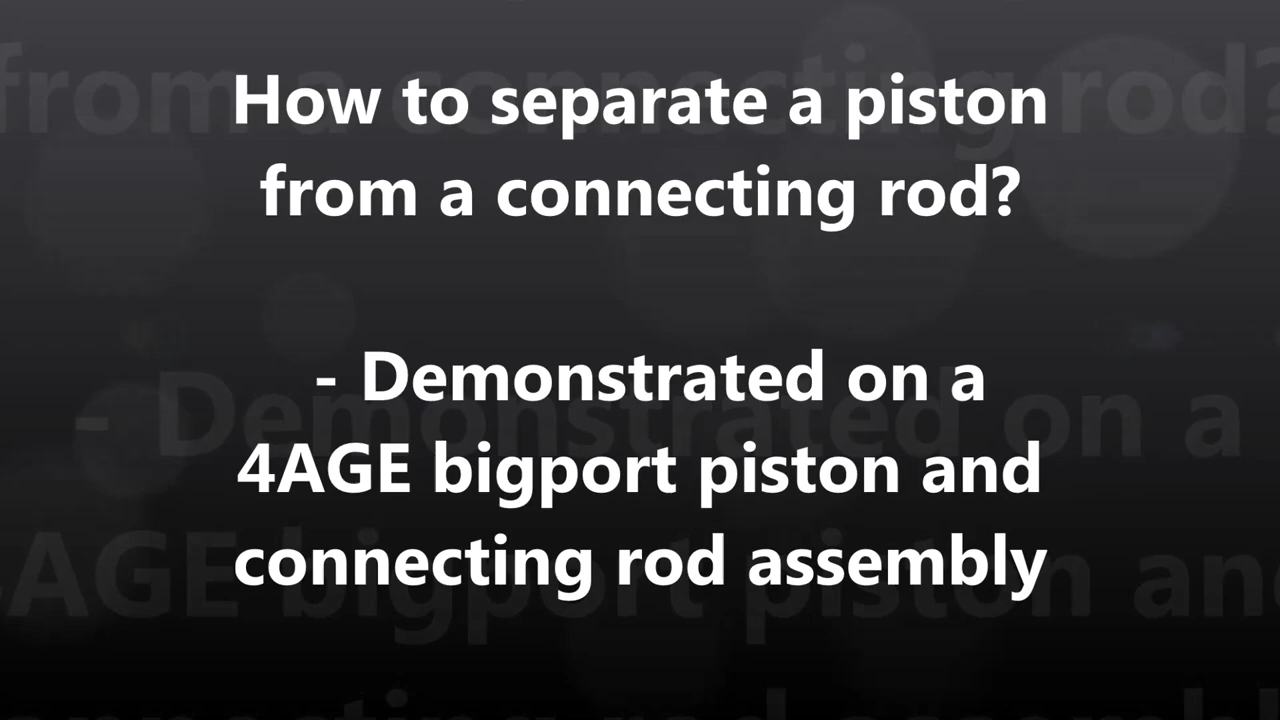 How to separate a piston
from a connecting rod?
- Demonstrated on a
4AGE bigport piston and
connecting rod assembly